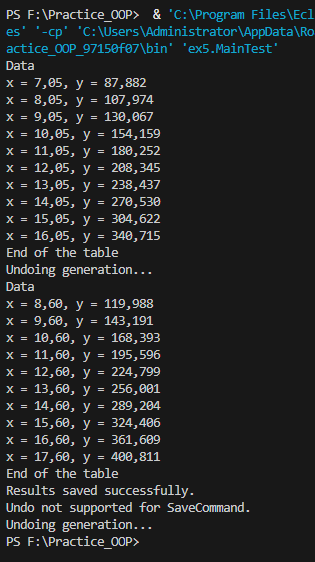 PS F:\Practice_OOP>  & 'C:\Program Files\Ecl
es' '-cp' 'C:\Users\Administrator\AppData\Ro
actice_OOP_97150f07\bin' 'ex5.MainTest'
Data
x = 7,05, y = 87,882
x = 8,05, y = 107,974
x = 9,05, y = 130,067
x = 10,05, y = 154,159
x = 11,05, y = 180,252
x = 12,05, y = 208,345
x = 13,05, y = 238,437
x = 14,05, y = 270,530
x = 15,05, y = 304,622
x = 16,05, y = 340,715
End of the table
Undoing generation...
Data
x = 8,60, y = 119,988
x = 9,60, y = 143,191
x = 10,60, y = 168,393
x = 11,60, y = 195,596
x = 12,60, y = 224,799
x = 13,60, y = 256,001
x = 14,60, y = 289,204
x = 15,60, y = 324,406
x = 16,60, y = 361,609
x = 17,60, y = 400,811
End of the table
Results saved successfully.
Undo not supported for SaveCommand.
Undoing generation...
PS F:\Practice_OOP>